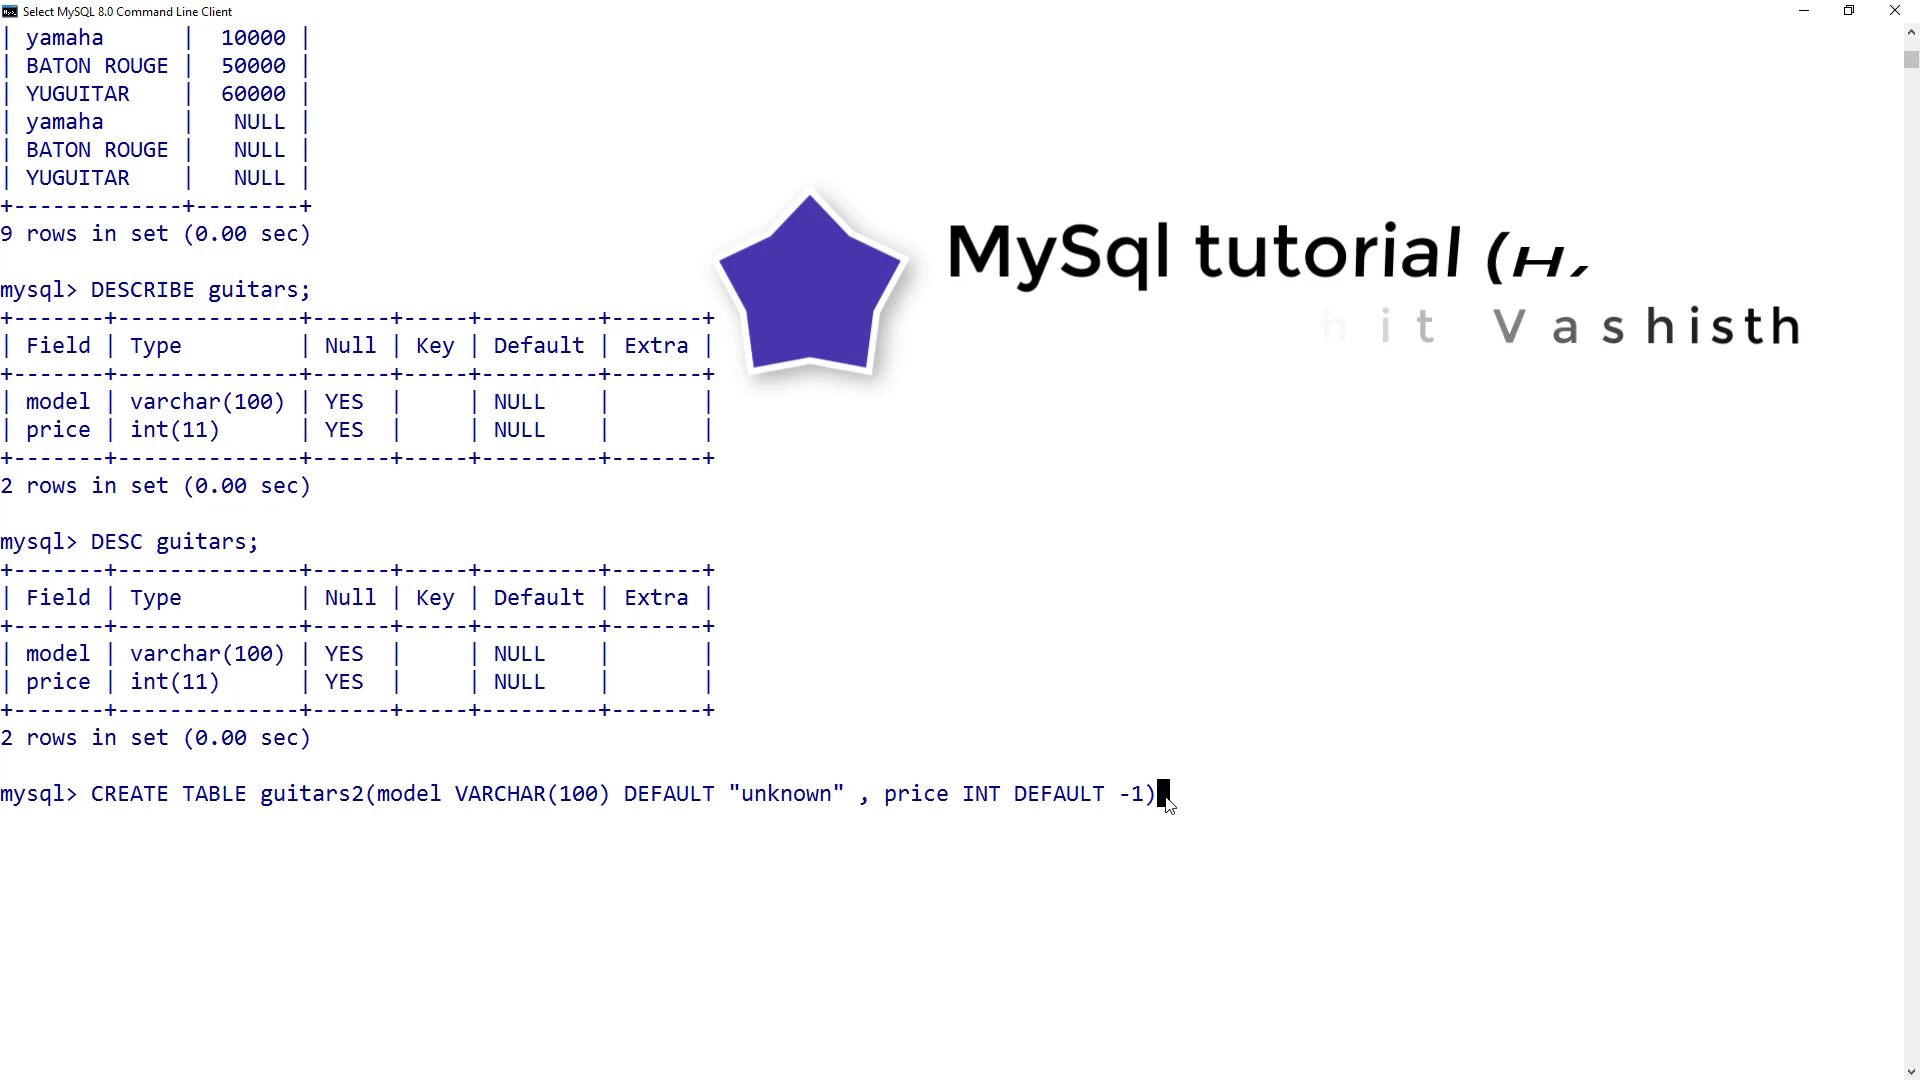 Select MySQL 8.0 Command Line Client
| yamaha      |  10000 |
| BATON ROUGE |  50000 |
| YUGUITAR    |  60000 |
| yamaha      |   NULL |
| BATON ROUGE |   NULL |
| YUGUITAR    |   NULL |
+-------------+--------+
9 rows in set (0.00 sec)
MySql tutorial (H
Vashisth
mysql> DESCRIBE guitars;
+-------+--------------+------+-----+---------+-------+
| Field | Type         | Null | Key | Default | Extra |
+-------+--------------+------+-----+---------+-------+
| model | varchar(100) | YES  |     | NULL    |       |
| price | int(11)      | YES  |     | NULL    |       |
+-------+--------------+------+-----+---------+-------+
2 rows in set (0.00 sec)
mysql> DESC guitars;
+-------+--------------+------+-----+---------+-------+
| Field | Type         | Null | Key | Default | Extra |
+-------+--------------+------+-----+---------+-------+
| model | varchar(100) | YES  |     | NULL    |       |
| price | int(11)      | YES  |     | NULL    |       |
+-------+--------------+------+-----+---------+-------+
2 rows in set (0.00 sec)
mysql> CREATE TABLE guitars2(model VARCHAR(100) DEFAULT "unknown" , price INT DEFAULT -1)